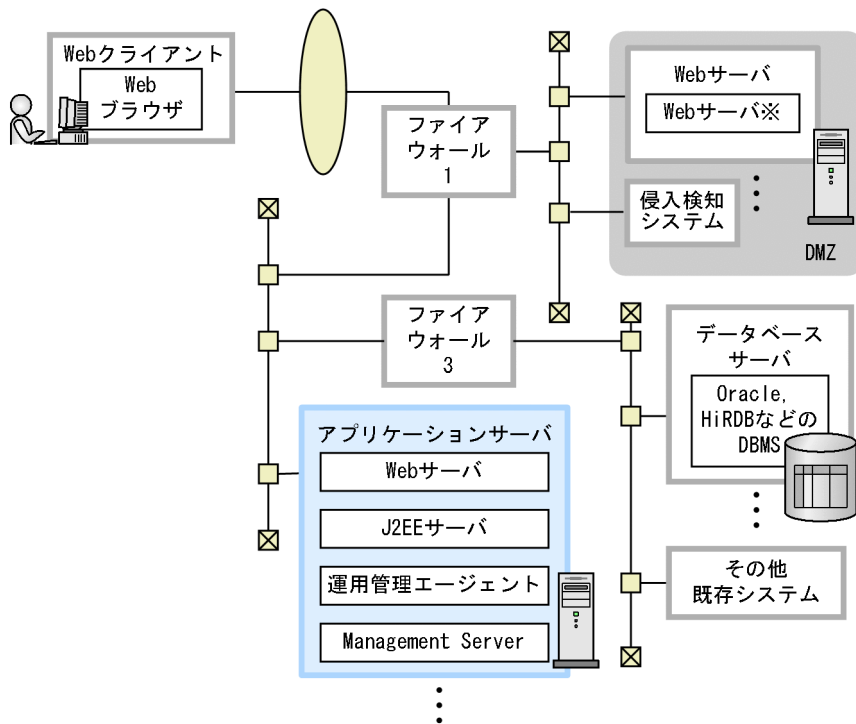 Webクライアント
Web
ブラウザ
ファイア
ウォール
1
Webサーバ
Webサーバ※
侵入検知
システム
DMZ
ファイア
ウォール
3
データベース
サーバ
Oracle,
HiRDBなどの
DBMS
アプリケーションサーバ
Webサーバ
J2EEサーバ
運用管理エージェント
Management Server
その他
既存システム